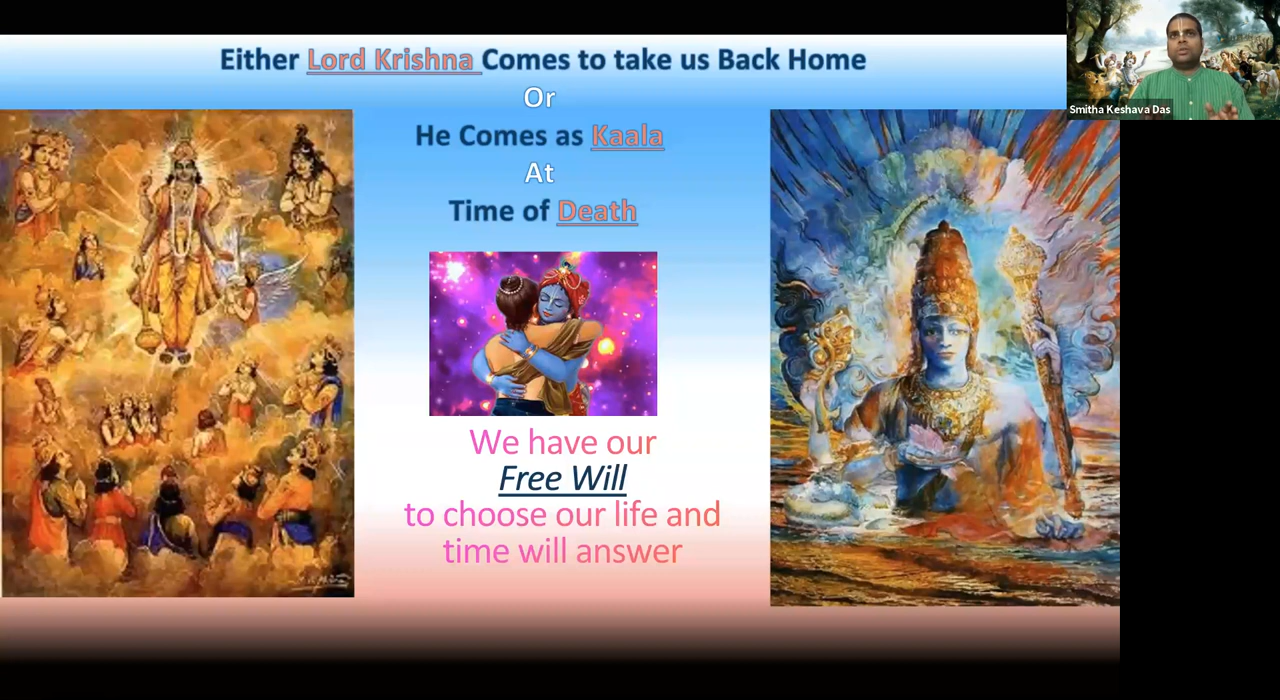 Either Lord Krishna Comes to take us Back Home
Or
He Comes as Kaala
At
Time of Death
We have our
Free Will
to choose our life and
time will answer
Smitha Keshava Das